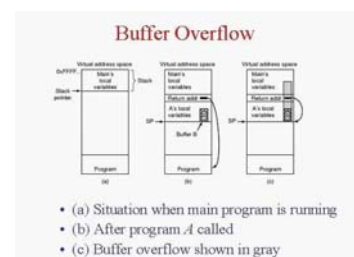 Buffer Overflow
Virtual address space
Virtual address space
Virtual address space
0xFFFF...
Main's
local
variables
Stack
Stack
pointer
Main's
local
variables
Return addr
A's local
variables
SP
Buffer B
Main's
local
variables
Return addr
A's local
variables
SP
Program
Program
Program
(a)
(b)
(c)
• (a) Situation when main program is running
• (b) After program A called
• (c) Buffer overflow shown in gray